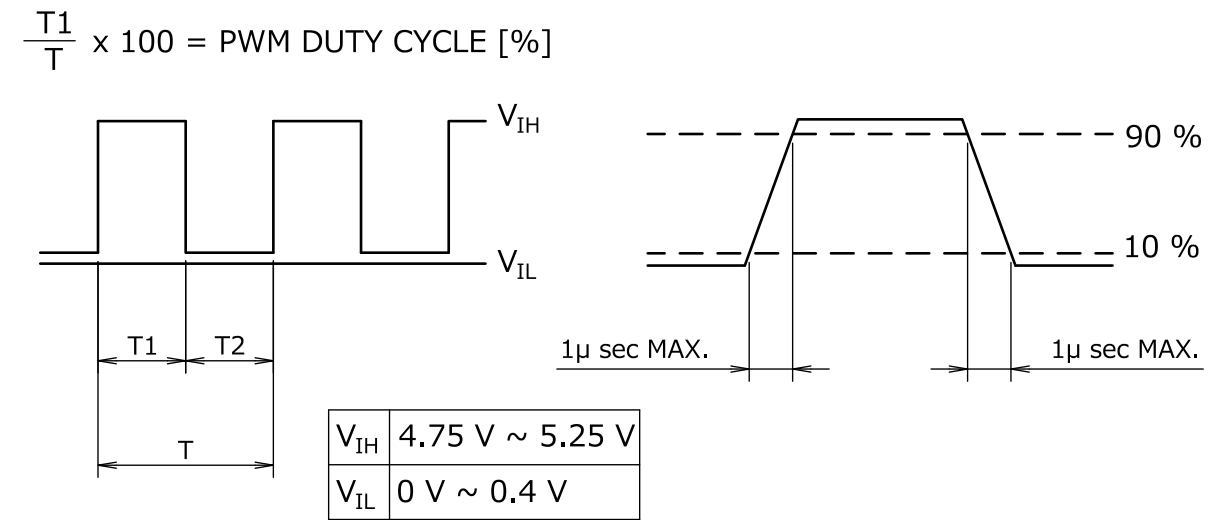 T1
T
x 100 = PWM DUTY CYCLE [%]
V_IH
V_IL
T1
T2
T
90 %
10 %
1μ sec MAX.
1μ sec MAX.
V_IH 4.75 V ~ 5.25 V
V_IL 0 V ~ 0.4 V